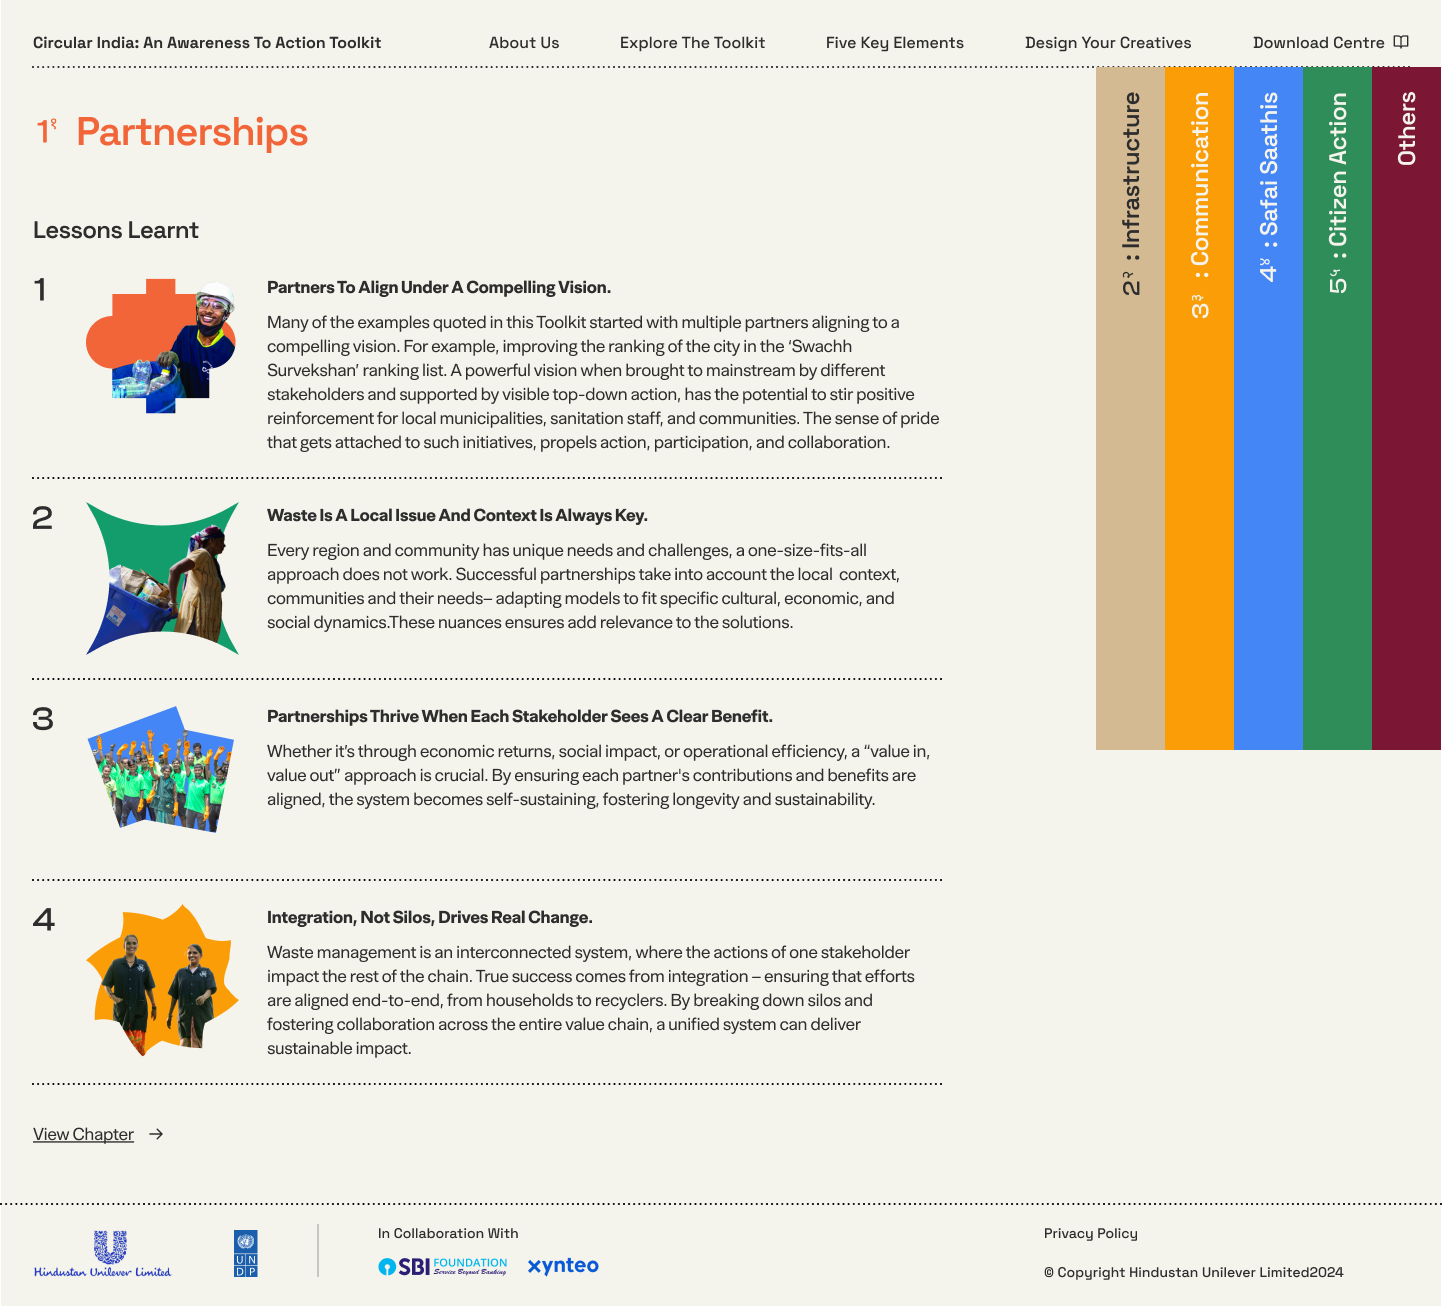 Circular India: An Awareness To Action Toolkit
About Us
Explore The Toolkit
Five Key Elements
Design Your Creatives
Download Centre
1१ Partnerships
2२ : Infrastructure
3३ : Communication
4४ : Safai Saathis
5५ : Citizen Action
Others
Lessons Learnt
1
Partners To Align Under A Compelling Vision.
Many of the examples quoted in this Toolkit started with multiple partners aligning to a
compelling vision. For example, improving the ranking of the city in the ‘Swachh
Survekshan’ ranking list. A powerful vision when brought to mainstream by different
stakeholders and supported by visible top-down action, has the potential to stir positive
reinforcement for local municipalities, sanitation staff, and communities. The sense of pride
that gets attached to such initiatives, propels action, participation, and collaboration.
2
Waste Is A Local Issue And Context Is Always Key.
Every region and community has unique needs and challenges, a one-size-fits-all
approach does not work. Successful partnerships take into account the local  context,
communities and their needs– adapting models to fit specific cultural, economic, and
social dynamics.These nuances ensures add relevance to the solutions.
3
Partnerships Thrive When Each Stakeholder Sees A Clear Benefit.
Whether it’s through economic returns, social impact, or operational efficiency, a “value in,
value out” approach is crucial. By ensuring each partner's contributions and benefits are
aligned, the system becomes self-sustaining, fostering longevity and sustainability.
4
Integration, Not Silos, Drives Real Change.
Waste management is an interconnected system, where the actions of one stakeholder
impact the rest of the chain. True success comes from integration – ensuring that efforts
are aligned end-to-end, from households to recyclers. By breaking down silos and
fostering collaboration across the entire value chain, a unified system can deliver
sustainable impact.
View Chapter
Hindustan Unilever Limited
UN
DP
In Collaboration With
SBI FOUNDATION
Service Beyond Banking
xynteo
Privacy Policy
© Copyright Hindustan Unilever Limited2024